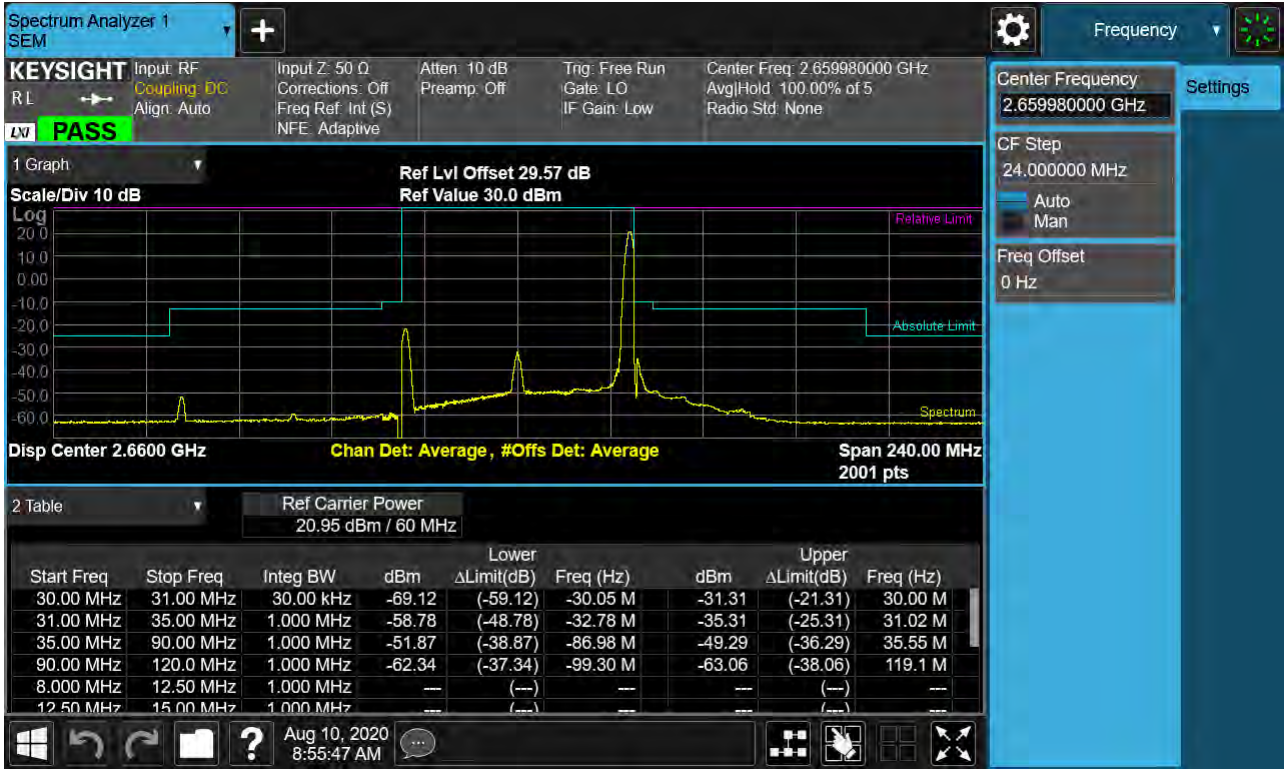 Spectrum Analyzer 1
SEM
Frequency
KEYSIGHT
R L
LXI
PASS
Input: RF
Coupling: DC
Align: Auto
Input Z: 50 Ω
Corrections: Off
Freq Ref: Int (S)
NFE: Adaptive
Atten: 10 dB
Preamp: Off
Trig: Free Run
Gate: LO
IF Gain: Low
Center Freq: 2.659980000 GHz
Avg|Hold: 100.00% of 5
Radio Std: None
Center Frequency
2.659980000 GHz
Settings
CF Step
24.000000 MHz
Auto
Man
Freq Offset
0 Hz
1 Graph
Scale/Div 10 dB
Ref Lvl Offset 29.57 dB
Ref Value 30.0 dBm
Log
20.0
10.0
0.00
-10.0
-20.0
-30.0
-40.0
-50.0
-60.0
Relative Limit
Absolute Limit
Spectrum
Disp Center 2.6600 GHz
Chan Det: Average, #Offs Det: Average
Span 240.00 MHz
2001 pts
2 Table
Ref Carrier Power
20.95 dBm / 60 MHz
Lower Upper
Start Freq Stop Freq Integ BW dBm ΔLimit(dB) Freq (Hz) dBm ΔLimit(dB) Freq (Hz)
30.00 MHz 31.00 MHz 30.00 kHz -69.12 (-59.12) -30.05 M -31.31 (-21.31) 30.00 M
31.00 MHz 35.00 MHz 1.000 MHz -58.78 (-48.78) -32.78 M -35.31 (-25.31) 31.02 M
35.00 MHz 90.00 MHz 1.000 MHz -51.87 (-38.87) -86.98 M -49.29 (-36.29) 35.55 M
90.00 MHz 120.0 MHz 1.000 MHz -62.34 (-37.34) -99.30 M -63.06 (-38.06) 119.1 M
8.000 MHz 12.50 MHz 1.000 MHz --- (---) --- --- (---) ---
12.50 MHz 15.00 MHz 1.000 MHz --- (---) --- --- (---) ---
?
Aug 10, 2020
8:55:47 AM